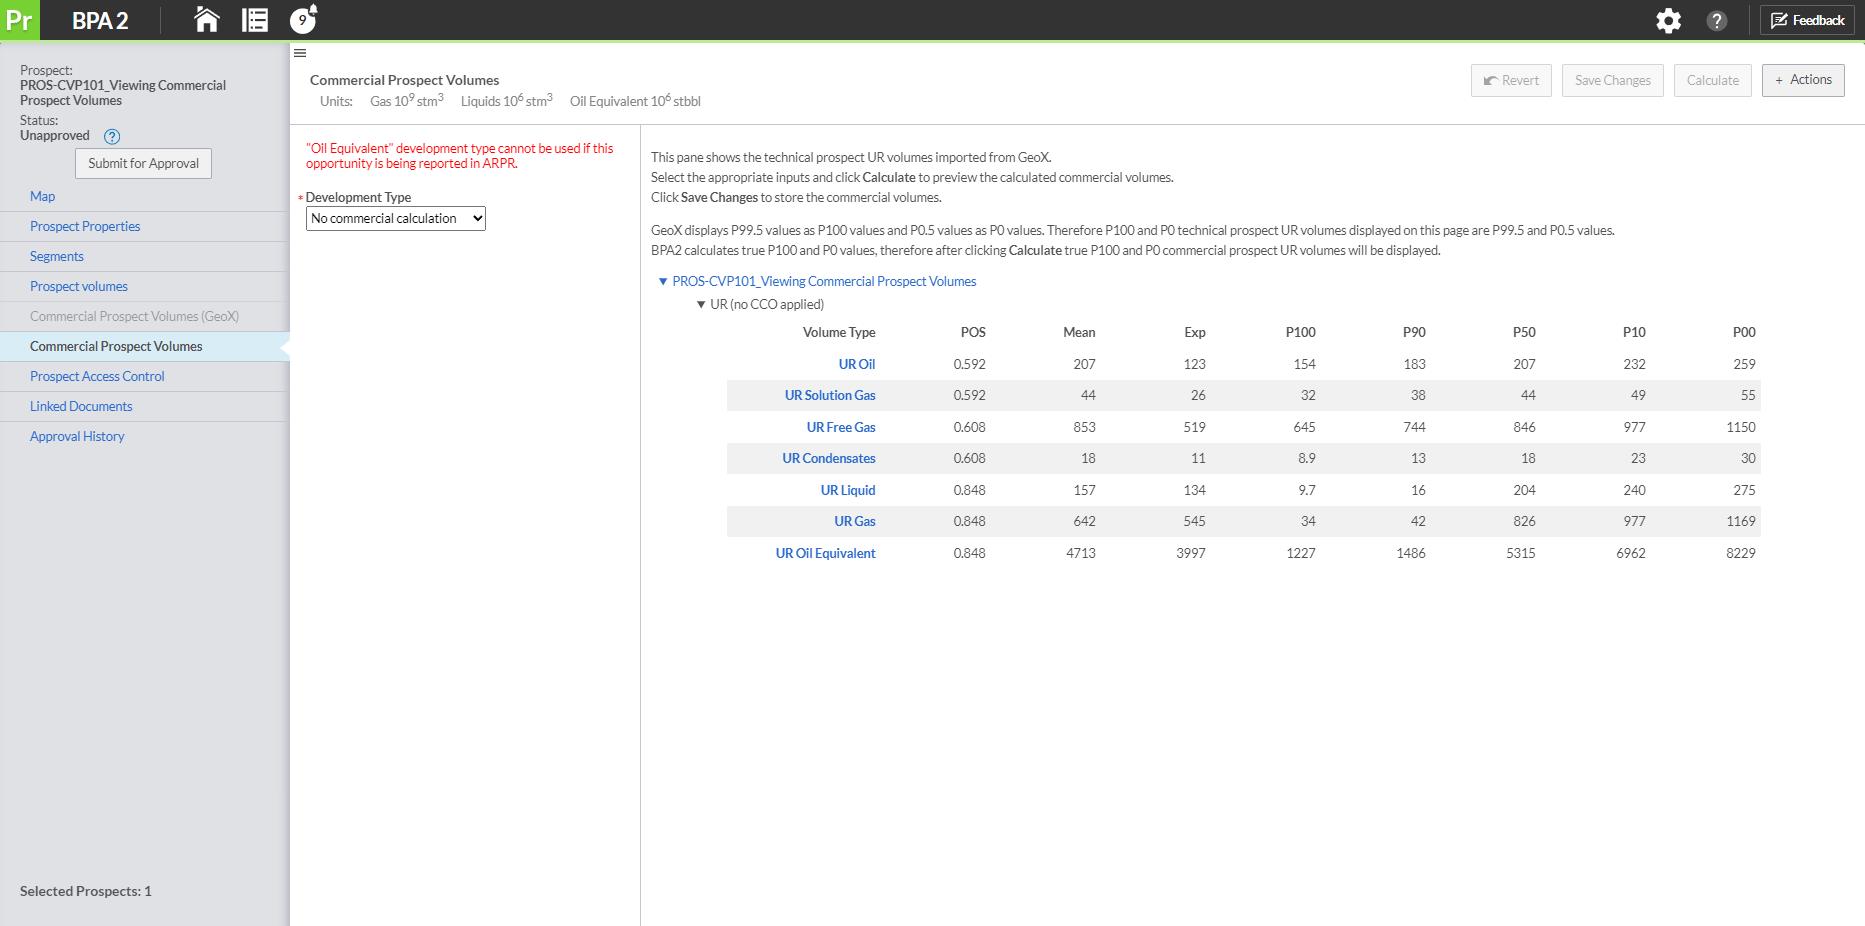 Pr BPA 2 9 ? Feedback
Prospect:
PROS-CVP101_Viewing Commercial
Prospect Volumes
Status:
Unapproved ?
Submit for Approval
Map
Prospect Properties
Segments
Prospect volumes
Commercial Prospect Volumes (GeoX)
Commercial Prospect Volumes
Prospect Access Control
Linked Documents
Approval History
Selected Prospects: 1
Commercial Prospect Volumes
Units: Gas 10⁹ stm³ Liquids 10⁶ stm³ Oil Equivalent 10⁶ stbbl
Revert Save Changes Calculate + Actions
"Oil Equivalent" development type cannot be used if this
opportunity is being reported in ARPR.
* Development Type
No commercial calculation
This pane shows the technical prospect UR volumes imported from GeoX.
Select the appropriate inputs and click Calculate to preview the calculated commercial volumes.
Click Save Changes to store the commercial volumes.
GeoX displays P99.5 values as P100 values and P0.5 values as P0 values. Therefore P100 and P0 technical prospect UR volumes displayed on this page are P99.5 and P0.5 values.
BPA2 calculates true P100 and P0 values, therefore after clicking Calculate true P100 and P0 commercial prospect UR volumes will be displayed.
▼ PROS-CVP101_Viewing Commercial Prospect Volumes
▼ UR (no CCO applied)
Volume Type POS Mean Exp P100 P90 P50 P10 P00
UR Oil 0.592 207 123 154 183 207 232 259
UR Solution Gas 0.592 44 26 32 38 44 49 55
UR Free Gas 0.608 853 519 645 744 846 977 1150
UR Condensates 0.608 18 11 8.9 13 18 23 30
UR Liquid 0.848 157 134 9.7 16 204 240 275
UR Gas 0.848 642 545 34 42 826 977 1169
UR Oil Equivalent 0.848 4713 3997 1227 1486 5315 6962 8229